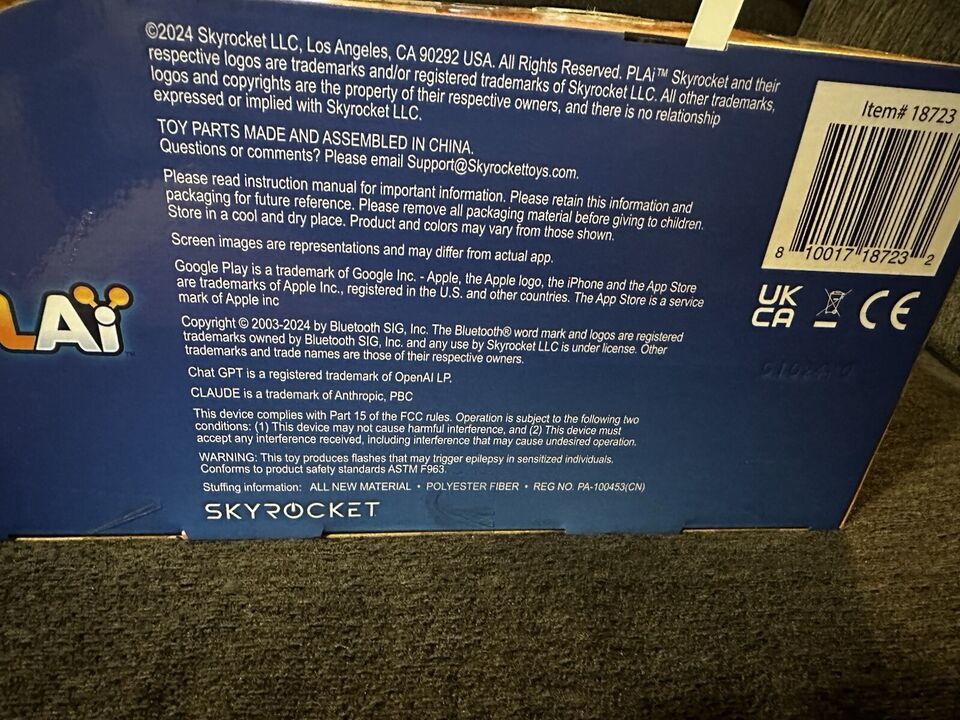 ©2024 Skyrocket LLC, Los Angeles, CA 90292 USA. All Rights Reserved. PLAi™ Skyrocket and their
respective logos are trademarks and/or registered trademarks of Skyrocket LLC. All other trademarks,
logos and copyrights are the property of their respective owners, and there is no relationship
expressed or implied with Skyrocket LLC.
TOY PARTS MADE AND ASSEMBLED IN CHINA.
Questions or comments? Please email Support@Skyrockettoys.com.
Please read instruction manual for important information. Please retain this information and
packaging for future reference. Please remove all packaging material before giving to children.
Store in a cool and dry place. Product and colors may vary from those shown.
Screen images are representations and may differ from actual app.
Google Play is a trademark of Google Inc. - Apple, the Apple logo, the iPhone and the App Store
are trademarks of Apple Inc., registered in the U.S. and other countries. The App Store is a service
mark of Apple inc
Copyright © 2003-2024 by Bluetooth SIG, Inc. The Bluetooth® word mark and logos are registered
trademarks owned by Bluetooth SIG, Inc. and any use by Skyrocket LLC is under license. Other
trademarks and trade names are those of their respective owners.
Chat GPT is a registered trademark of OpenAI LP.
CLAUDE is a trademark of Anthropic, PBC
This device complies with Part 15 of the FCC rules. Operation is subject to the following two
conditions: (1) This device may not cause harmful interference, and (2) This device must
accept any interference received, including interference that may cause undesired operation.
WARNING: This toy produces flashes that may trigger epilepsy in sensitized individuals.
Conforms to product safety standards ASTM F963.
Stuffing information: ALL NEW MATERIAL • POLYESTER FIBER • REG NO. PA-100453(CN)
SKYROCKET
LAi™
Item# 18723
8 10017 18723 2
UK
CA
CE